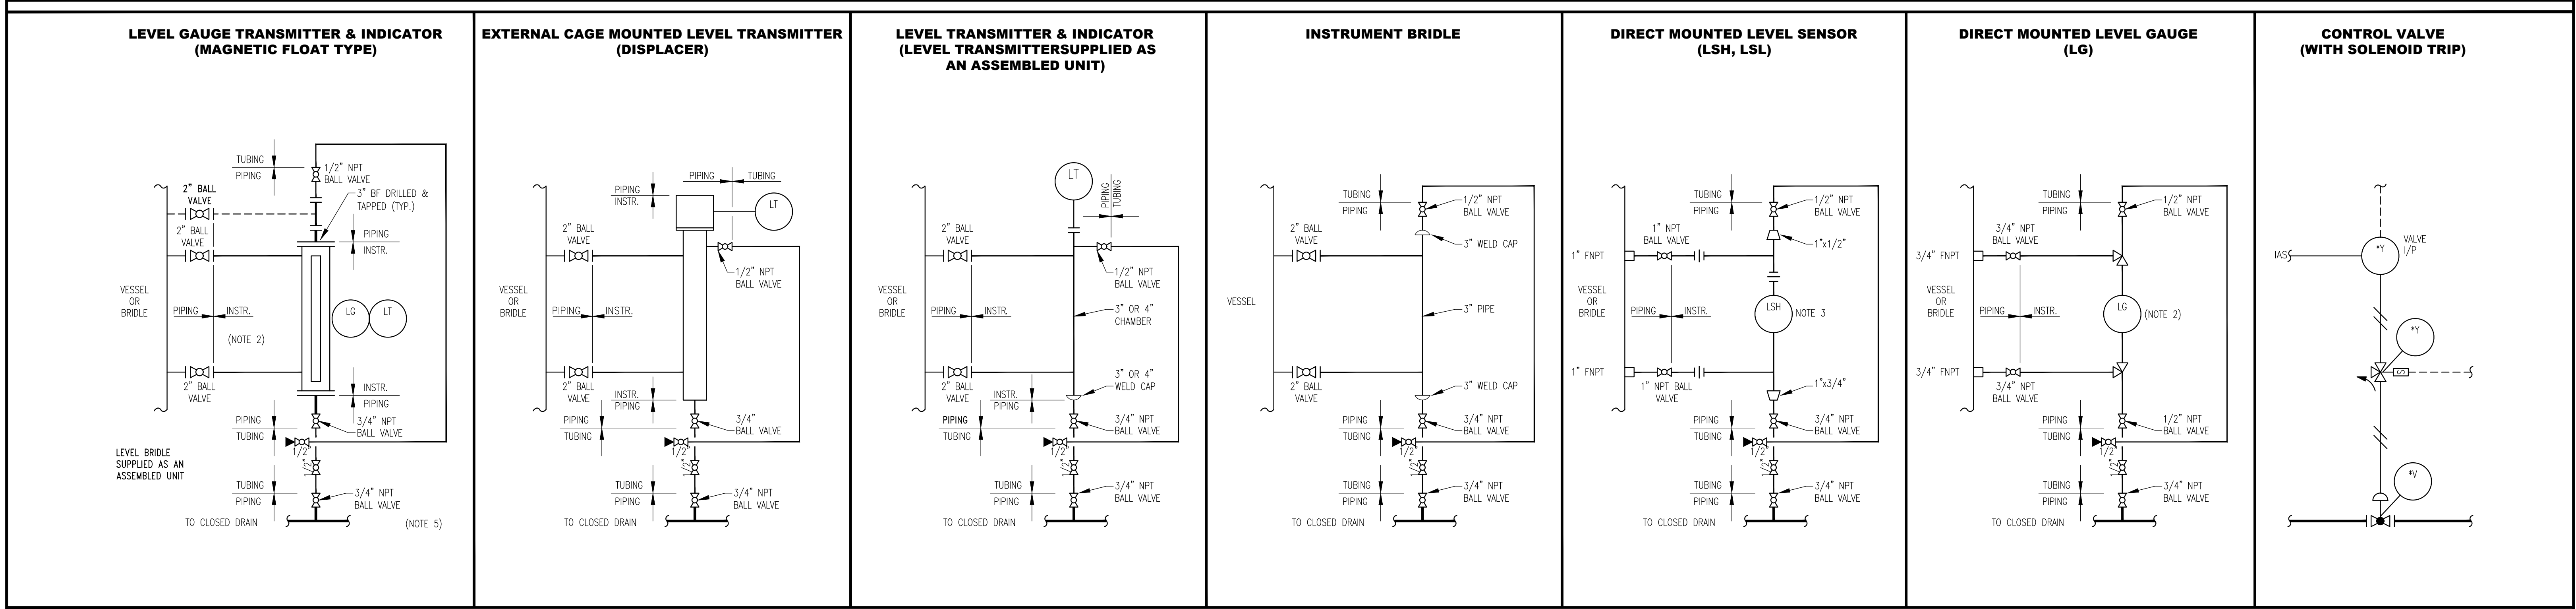 LEVEL GAUGE TRANSMITTER & INDICATOR
(MAGNETIC FLOAT TYPE)
TUBING
PIPING
1/2" NPT
BALL VALVE
2" BALL
VALVE
3" BF DRILLED &
TAPPED (TYP.)
2" BALL
VALVE
PIPING
INSTR.
VESSEL
OR
BRIDLE
PIPING
INSTR.
LG
LT
(NOTE 2)
INSTR.
PIPING
2" BALL
VALVE
PIPING
TUBING
3/4" NPT
BALL VALVE
1/2"
1/2"
LEVEL BRIDLE
SUPPLIED AS AN
ASSEMBLED UNIT
TUBING
PIPING
3/4" NPT
BALL VALVE
TO CLOSED DRAIN
(NOTE 5)
EXTERNAL CAGE MOUNTED LEVEL TRANSMITTER
(DISPLACER)
PIPING
TUBING
PIPING
INSTR.
LT
2" BALL
VALVE
1/2" NPT
BALL VALVE
VESSEL
OR
BRIDLE
PIPING
INSTR.
2" BALL
VALVE
INSTR.
PIPING
PIPING
TUBING
3/4"
BALL VALVE
1/2"
1/2"
TUBING
PIPING
3/4" NPT
BALL VALVE
TO CLOSED DRAIN
LEVEL TRANSMITTER & INDICATOR
(LEVEL TRANSMITTERSUPPLIED AS
AN ASSEMBLED UNIT)
LT
PIPING
TUBING
2" BALL
VALVE
1/2" NPT
BALL VALVE
VESSEL
OR
BRIDLE
PIPING
INSTR.
3" OR 4"
CHAMBER
2" BALL
VALVE
3" OR 4"
WELD CAP
INSTR.
PIPING
PIPING
TUBING
3/4" NPT
BALL VALVE
1/2"
1/2"
TUBING
PIPING
3/4" NPT
BALL VALVE
TO CLOSED DRAIN
INSTRUMENT BRIDLE
TUBING
PIPING
1/2" NPT
BALL VALVE
2" BALL
VALVE
3" WELD CAP
VESSEL
3" PIPE
2" BALL
VALVE
3" WELD CAP
PIPING
TUBING
3/4" NPT
BALL VALVE
1/2"
1/2"
TUBING
PIPING
3/4" NPT
BALL VALVE
TO CLOSED DRAIN
DIRECT MOUNTED LEVEL SENSOR
(LSH, LSL)
TUBING
PIPING
1/2" NPT
BALL VALVE
1" NPT
BALL VALVE
1"x1/2"
1" FNPT
VESSEL
OR
BRIDLE
PIPING
INSTR.
LSH
NOTE 3
1" FNPT
1" NPT BALL
VALVE
1"x3/4"
PIPING
TUBING
3/4" NPT
BALL VALVE
1/2"
1/2"
TUBING
PIPING
3/4" NPT
BALL VALVE
TO CLOSED DRAIN
DIRECT MOUNTED LEVEL GAUGE
(LG)
TUBING
PIPING
1/2" NPT
BALL VALVE
3/4" NPT
BALL VALVE
3/4" FNPT
VESSEL
OR
BRIDLE
PIPING
INSTR.
LG
(NOTE 2)
3/4" FNPT
3/4" NPT
BALL VALVE
PIPING
TUBING
1/2" NPT
BALL VALVE
1/2"
1/2"
TUBING
PIPING
3/4" NPT
BALL VALVE
TO CLOSED DRAIN
CONTROL VALVE
(WITH SOLENOID TRIP)
*Y
VALVE
I/P
IAS
*Y
S
*V